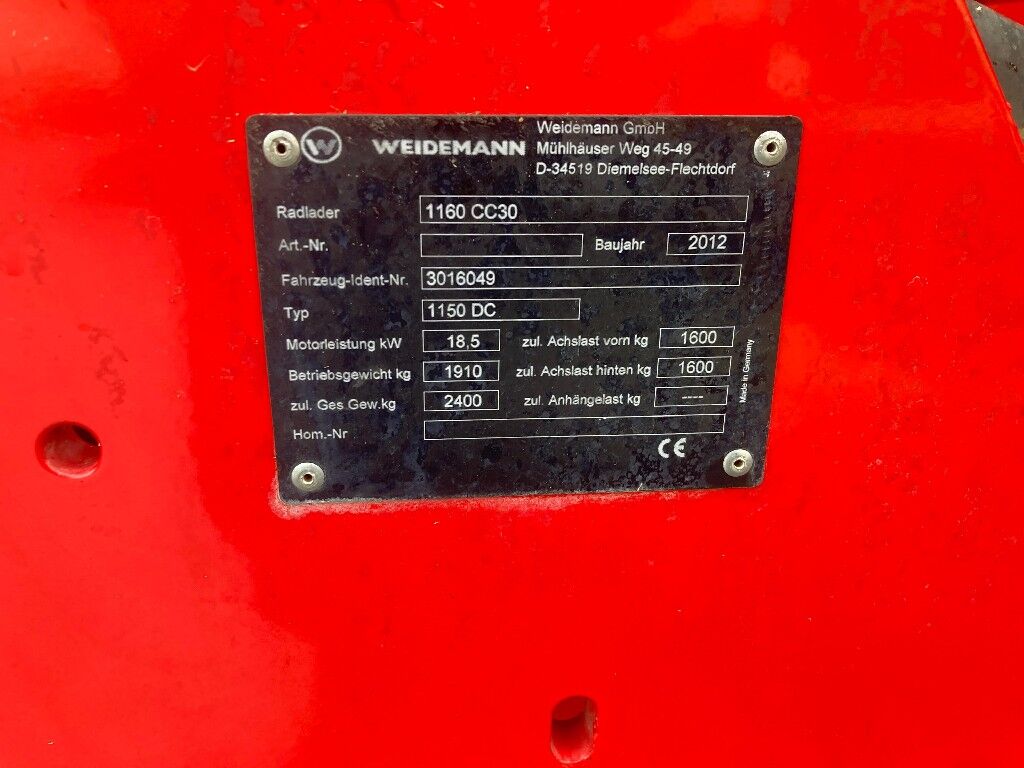 W WEIDEMANN
Weidemann GmbH
Mühlhäuser Weg 45-49
D-34519 Diemelsee-Flechtdorf
Radlader 1160 CC30
Art.-Nr. Baujahr 2012
Fahrzeug-Ident-Nr. 3016049
Typ 1150 DC
Motorleistung kW 18,5 zul. Achslast vorn kg 1600
Betriebsgewicht kg 1910 zul. Achslast hinten kg 1600
zul. Ges Gew.kg 2400 zul. Anhängelast kg ----
Hom.-Nr
Made in Germany
CE